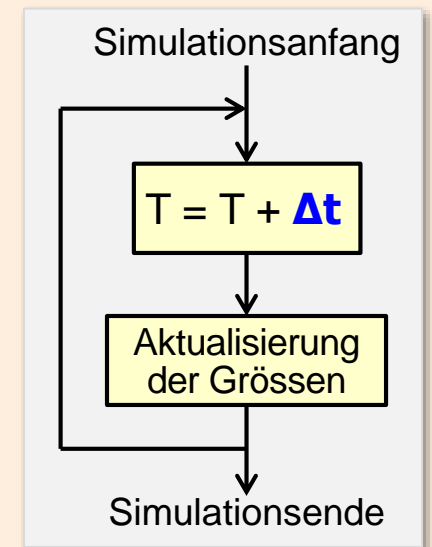 Simulationsanfang
T = T + Δt
Aktualisierung
der Grössen
Simulationsende